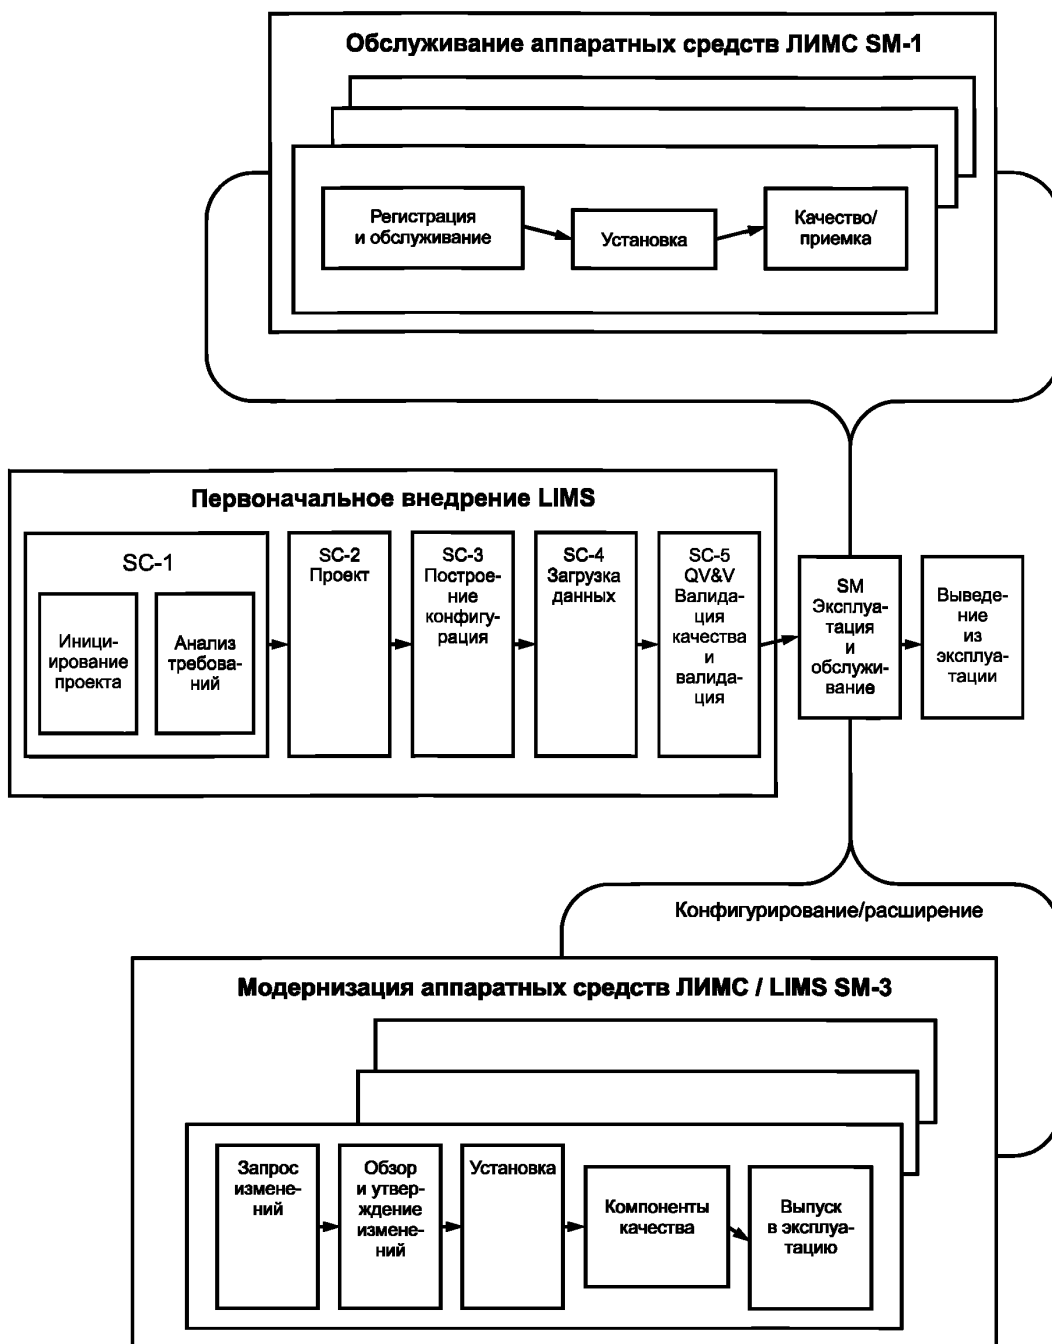 Обслуживание аппаратных средств ЛИМС SM-1
Регистрация
и обслуживание
Установка
Качество/
приемка
Первоначальное внедрение LIMS
SC-1
Иници-
ирование
проекта
Анализ
требова-
ний
SC-2
Проект
SC-3
Построе-
ние
конфигу-
рация
SC-4
Загрузка
данных
SC-5
QV&V
Валида-
ция
качества
и
валида-
ция
SM
Эксплуа-
тация
и
обслужи-
вание
Выведе-
ние
из
эксплуа-
тации
Конфигурирование/расширение
Модернизация аппаратных средств ЛИМС / LIMS SM-3
Запрос
измене-
ний
Обзор
и утвер-
ждение
измене-
ний
Установка
Компоненты
качества
Выпуск
в эксплуа-
тацию